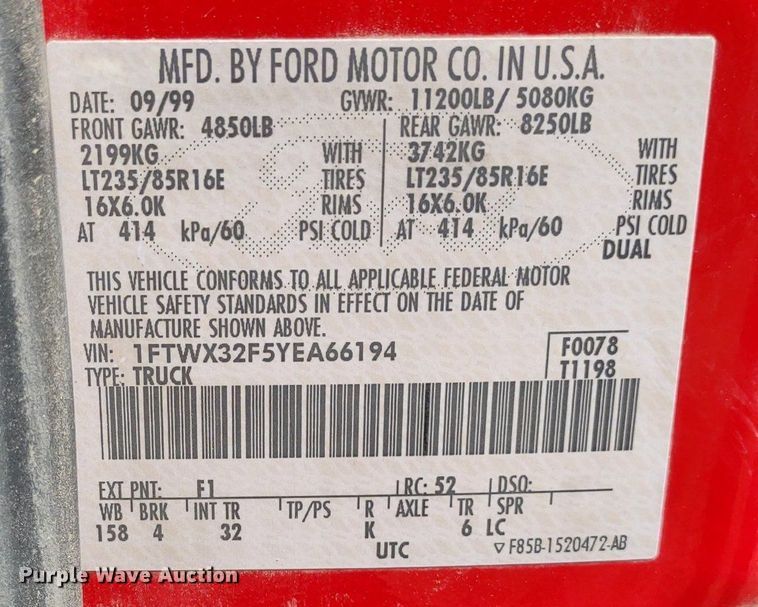 MFD. BY FORD MOTOR CO. IN U.S.A.
DATE: 09/99 GVWR: 11200LB/ 5080KG
FRONT GAWR: 4850LB REAR GAWR: 8250LB
2199KG WITH 3742KG WITH
LT235/85R16E TIRES LT235/85R16E TIRES
16X6.0K RIMS 16X6.0K RIMS
AT 414 kPa/60 PSI COLD AT 414 kPa/60 PSI COLD
DUAL
THIS VEHICLE CONFORMS TO ALL APPLICABLE FEDERAL MOTOR
VEHICLE SAFETY STANDARDS IN EFFECT ON THE DATE OF
MANUFACTURE SHOWN ABOVE.
VIN: 1FTWX32F5YEA66194 F0078
TYPE: TRUCK T1198
EXT PNT: F1 RC: 52 DSO:
WB BRK INT TR TP/PS R AXLE TR SPR
158 4 32 K 6 LC
UTC ▽ F85B-1520472-AB
Purple Wave Auction